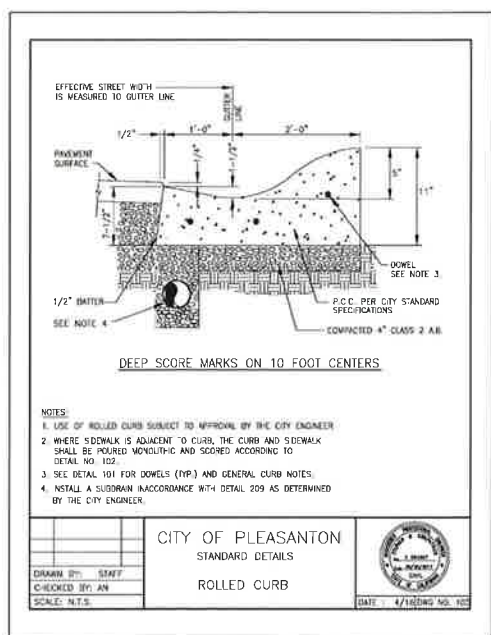 EFFECTIVE STREET WIDTH
IS MEASURED TO GUTTER LINE
GUTTER
LINE
1/2"
1'-0"
2'-0"
1/4"
1-1/2"
PAVEMENT
SURFACE
7-1/2"
11"
DOWEL
SEE NOTE 3
1/2" BATTER
P.C.C. PER CITY STANDARD
SPECIFICATIONS
SEE NOTE 4
COMPACTED 4" CLASS 2 A.B.
DEEP SCORE MARKS ON 10 FOOT CENTERS
NOTES:
1. USE OF ROLLED CURB SUBJECT TO APPROVAL BY THE CITY ENGINEER
2. WHERE SIDEWALK IS ADJACENT TO CURB, THE CURB AND SIDEWALK
SHALL BE POURED MONOLITHIC AND SCORED ACCORDING TO
DETAIL NO. 102.
3. SEE DETAIL 101 FOR DOWELS (TYP.) AND GENERAL CURB NOTES.
4. INSTALL A SUBDRAIN INACCORDANCE WITH DETAIL 209 AS DETERMINED
BY THE CITY ENGINEER.
CITY OF PLEASANTON
STANDARD DETAILS
ROLLED CURB
DRAWN BY: STAFF
CHECKED BY: AN
SCALE: N.T.S.
DATE : 4/16 DWG NO.